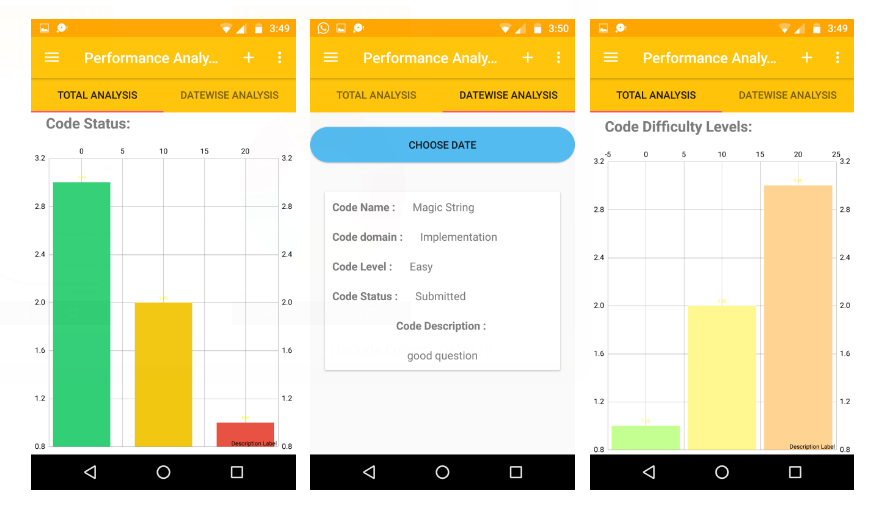 3:49
Performance Analy...
TOTAL ANALYSIS DATEWISE ANALYSIS
Code Status:
0 5 10 15 20
3.2 3.2
2.8 2.8
2.4 2.4
2.0 2.0
1.6 1.6
1.2 1.2
Description Label
0.8 0.8
3:50
Performance Analy...
TOTAL ANALYSIS DATEWISE ANALYSIS
CHOOSE DATE
Code Name : Magic String
Code domain : Implementation
Code Level : Easy
Code Status : Submitted
Code Description :
good question
3:49
Performance Analy...
TOTAL ANALYSIS DATEWISE ANALYSIS
Code Difficulty Levels:
-5 0 5 10 15 20 25
3.2 3.2
2.8 2.8
2.4 2.4
2.0 2.0
1.6 1.6
1.2 1.2
Description Label
0.8 0.8